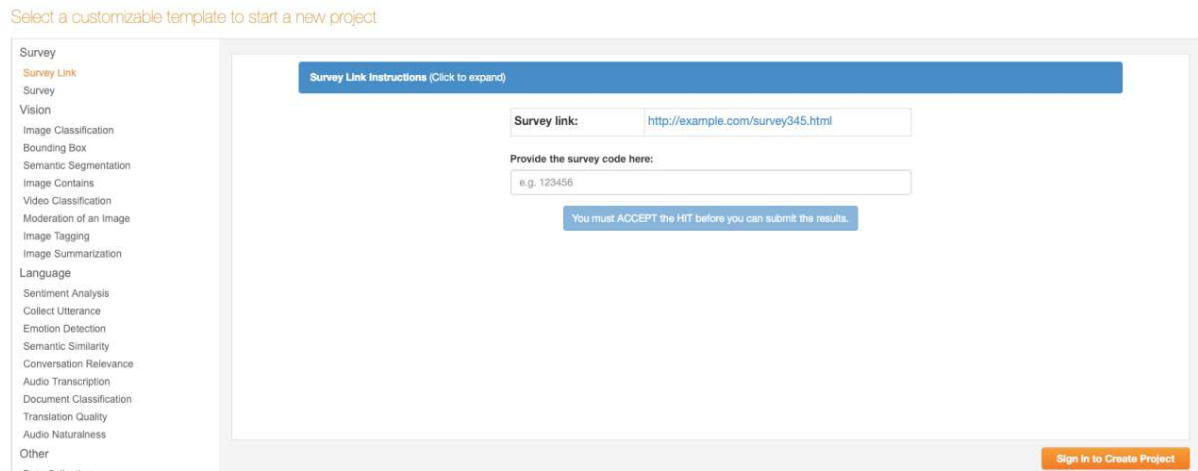 Select a customizable template to start a new project
Survey
Survey Link
Survey
Vision
Image Classification
Bounding Box
Semantic Segmentation
Image Contains
Video Classification
Moderation of an Image
Image Tagging
Image Summarization
Language
Sentiment Analysis
Collect Utterance
Emotion Detection
Semantic Similarity
Conversation Relevance
Audio Transcription
Document Classification
Translation Quality
Audio Naturalness
Other
Survey Link Instructions (Click to expand)
Survey link: http://example.com/survey345.html
Provide the survey code here:
e.g. 123456
You must ACCEPT the HIT before you can submit the results.
Sign in to Create Project